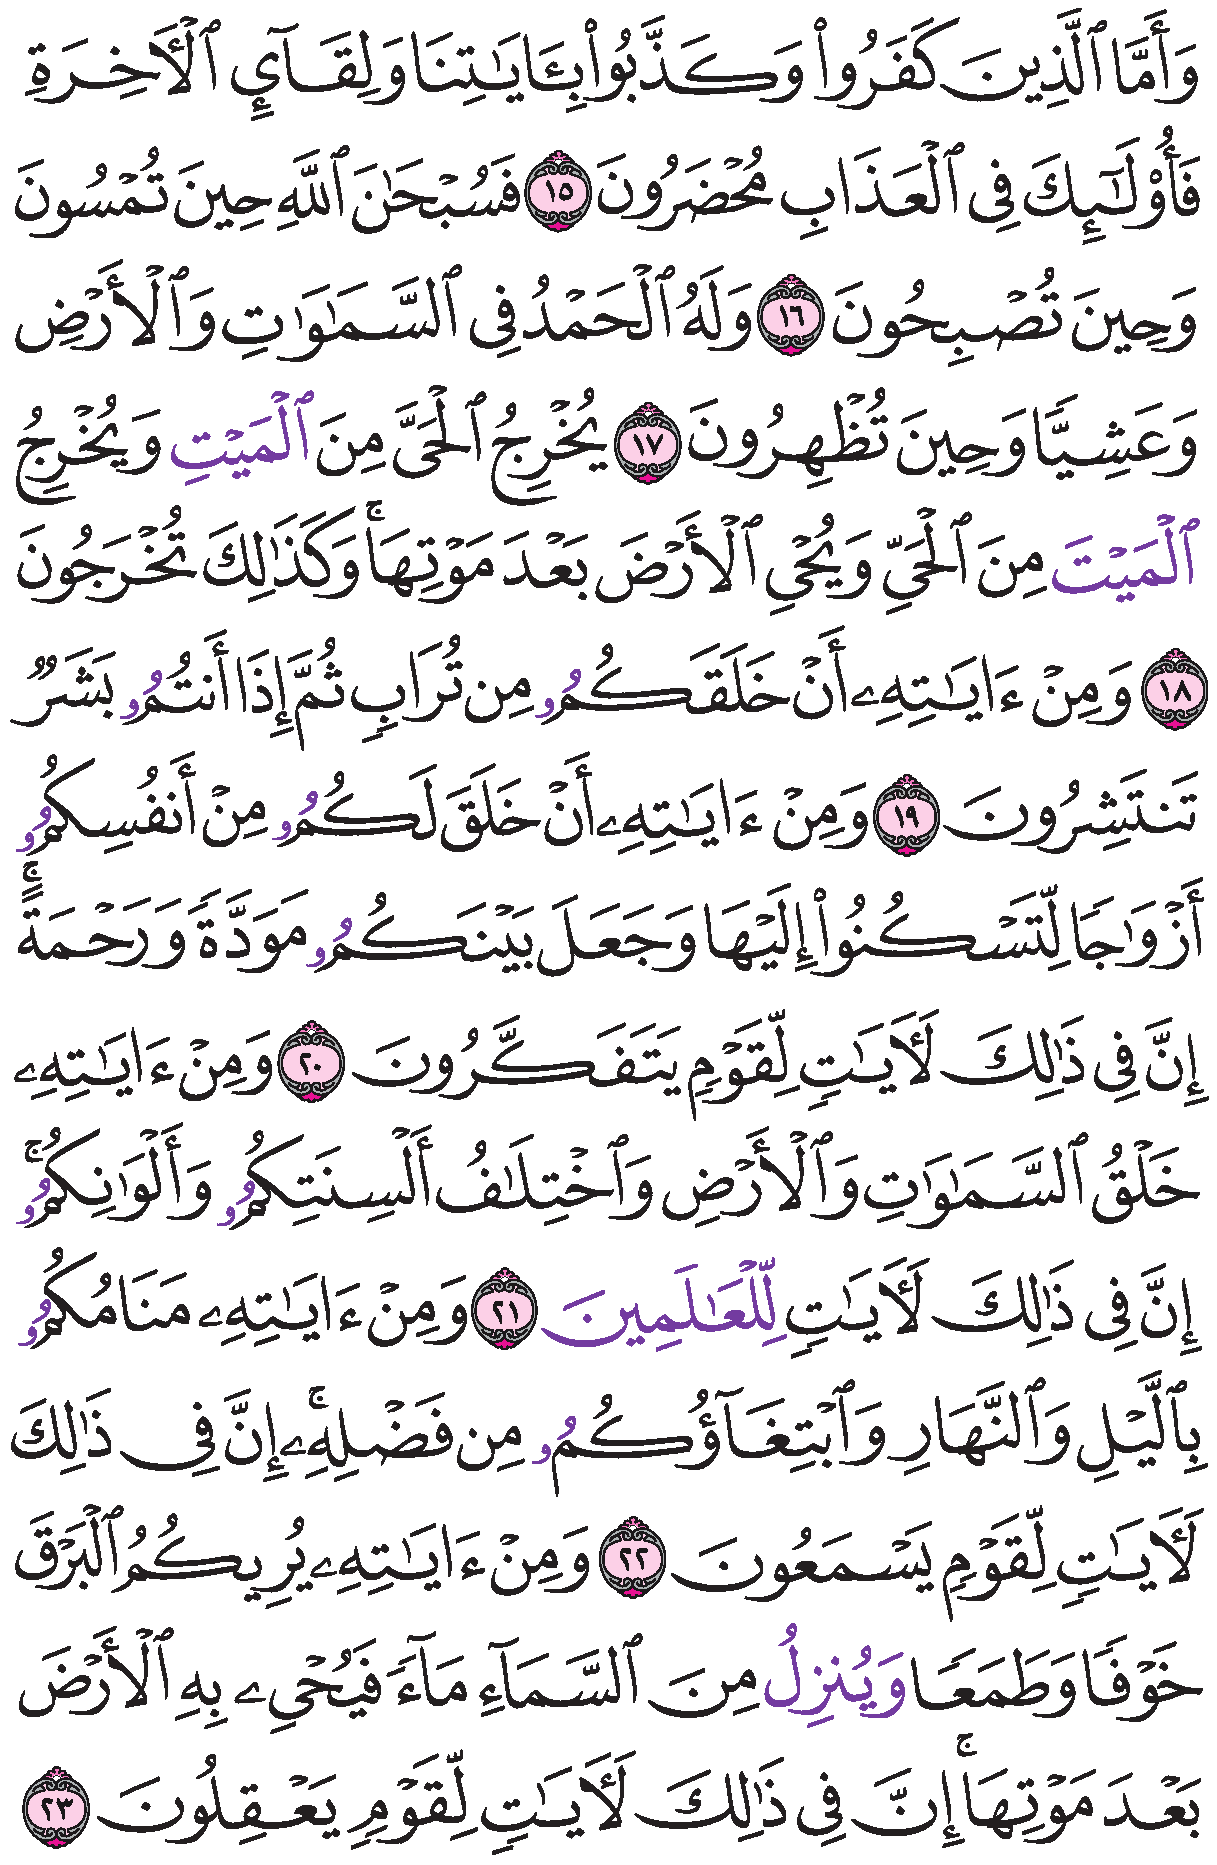 وَأَمَّا ٱلَّذِينَ كَفَرُواْ وَكَذَّبُواْ بِـَٔايَٰتِنَا وَلِقَآيِٕ ٱلۡأٓخِرَةِ
فَأُوْلَٰٓئِكَ فِي ٱلۡعَذَابِ مُحۡضَرُونَ ١٥ فَسُبۡحَٰنَ ٱللَّهِ حِينَ تُمۡسُونَ
وَحِينَ تُصۡبِحُونَ ١٦ وَلَهُ ٱلۡحَمۡدُ فِي ٱلسَّمَٰوَٰتِ وَٱلۡأَرۡضِ
وَعَشِيّٗا وَحِينَ تُظۡهِرُونَ ١٧ يُخۡرِجُ ٱلۡحَيَّ مِنَ ٱلۡمَيۡتِ وَيُخۡرِجُ
ٱلۡمَيۡتَ مِنَ ٱلۡحَيِّ وَيُحۡيِ ٱلۡأَرۡضَ بَعۡدَ مَوۡتِهَاۚ وَكَذَٰلِكَ تُخۡرَجُونَ
١٨ وَمِنۡ ءَايَٰتِهِۦ أَنۡ خَلَقَكُمُۥ مِن تُرَابٖ ثُمَّ إِذَا أَنتُمُۥ بَشَرٞ
تَنتَشِرُونَ ١٩ وَمِنۡ ءَايَٰتِهِۦ أَنۡ خَلَقَ لَكُمُۥ مِنۡ أَنفُسِكُمُۥ
أَزۡوَٰجٗا لِّتَسۡكُنُواْ إِلَيۡهَا وَجَعَلَ بَيۡنَكُمُۥ مَوَدَّةٗ وَرَحۡمَةًۚ
إِنَّ فِي ذَٰلِكَ لَأٓيَٰتٖ لِّقَوۡمٖ يَتَفَكَّرُونَ ٢٠ وَمِنۡ ءَايَٰتِهِۦ
خَلۡقُ ٱلسَّمَٰوَٰتِ وَٱلۡأَرۡضِ وَٱخۡتِلَٰفُ أَلۡسِنَتِكُمُۥ وَأَلۡوَٰنِكُمُۥۚ
إِنَّ فِي ذَٰلِكَ لَأٓيَٰتٖ لِّلۡعَٰلَمِينَ ٢١ وَمِنۡ ءَايَٰتِهِۦ مَنَامُكُمُۥ
بِٱلَّيۡلِ وَٱلنَّهَارِ وَٱبۡتِغَآؤُكُمُۥ مِن فَضۡلِهِۦۚ إِنَّ فِي ذَٰلِكَ
لَأٓيَٰتٖ لِّقَوۡمٖ يَسۡمَعُونَ ٢٢ وَمِنۡ ءَايَٰتِهِۦ يُرِيكُمُ ٱلۡبَرۡقَ
خَوۡفٗا وَطَمَعٗا وَيُنزِلُ مِنَ ٱلسَّمَآءِ مَآءٗ فَيُحۡيِۦ بِهِ ٱلۡأَرۡضَ
بَعۡدَ مَوۡتِهَاۚ إِنَّ فِي ذَٰلِكَ لَأٓيَٰتٖ لِّقَوۡمٖ يَعۡقِلُونَ ٢٣